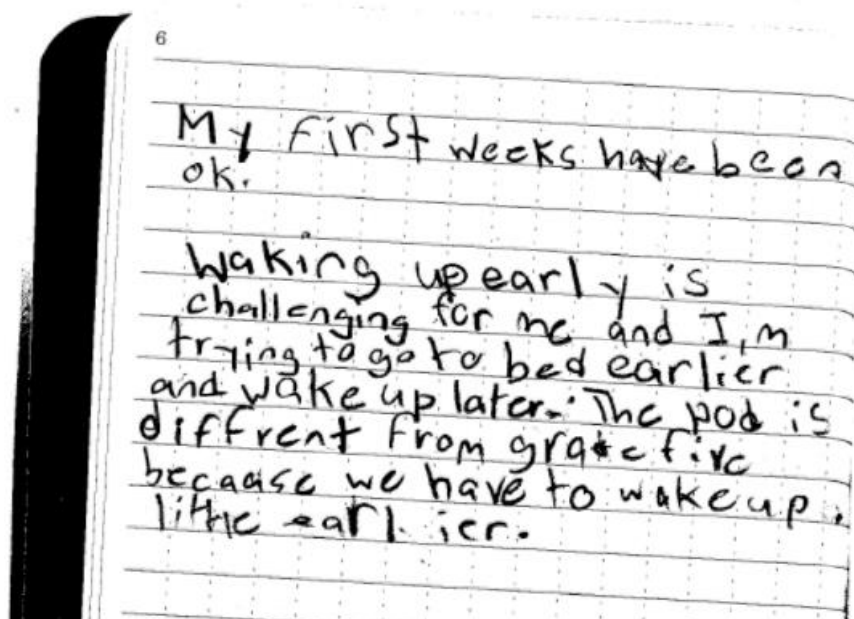 6
My first weeks have been
ok.
Waking up early is
challenging for me and I,m
trying to go to bed earlier
and wake up later. The pod is
diffrent from grade five
because we have to wake up.
little earlier.